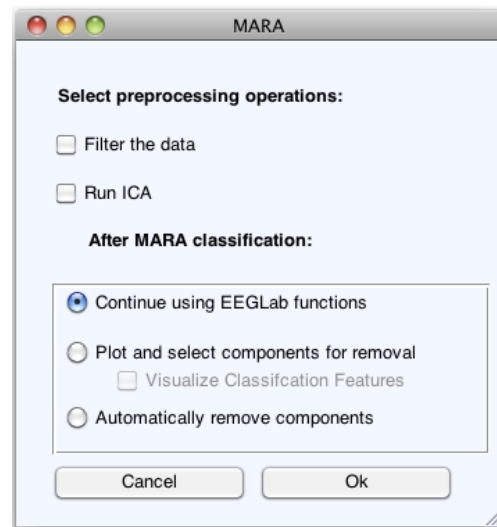 MARA
Select preprocessing operations:
Filter the data
Run ICA
After MARA classification:
Continue using EEGLab functions
Plot and select components for removal
Visualize Classifcation Features
Automatically remove components
Cancel
Ok